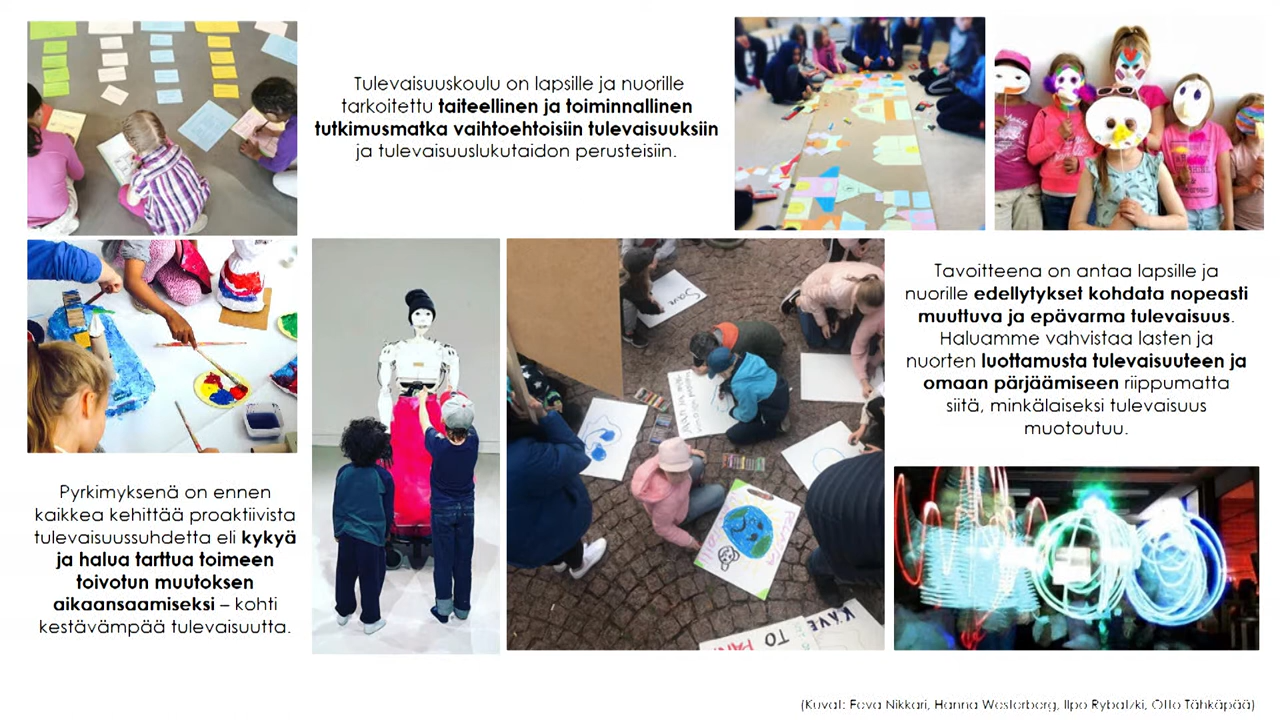 Tulevaisuuskoulu on lapsille ja nuorille
tarkoitettu taiteellinen ja toiminnallinen
tutkimusmatka vaihtoehtoisiin tulevaisuuksiin
ja tulevaisuuslukutaidon perusteisiin.
Tavoitteena on antaa lapsille ja
nuorille edellytykset kohdata nopeasti
muuttuva ja epävarma tulevaisuus.
Haluamme vahvistaa lasten ja
nuorten luottamusta tulevaisuuteen ja
omaan pärjäämiseen riippumatta
siitä, minkälaiseksi tulevaisuus
muotoutuu.
Pyrkimyksenä on ennen
kaikkea kehittää proaktiivista
tulevaisuussuhdetta eli kykyä
ja halua tarttua toimeen
toivotun muutoksen
aikaansaamiseksi – kohti
kestävämpää tulevaisuutta.
Save
KÄVE
TO
(Kuvat: Eeva Nikkari, Hanna Westerberg, Ilpo Rybatzki, Otto Tähkäpää)